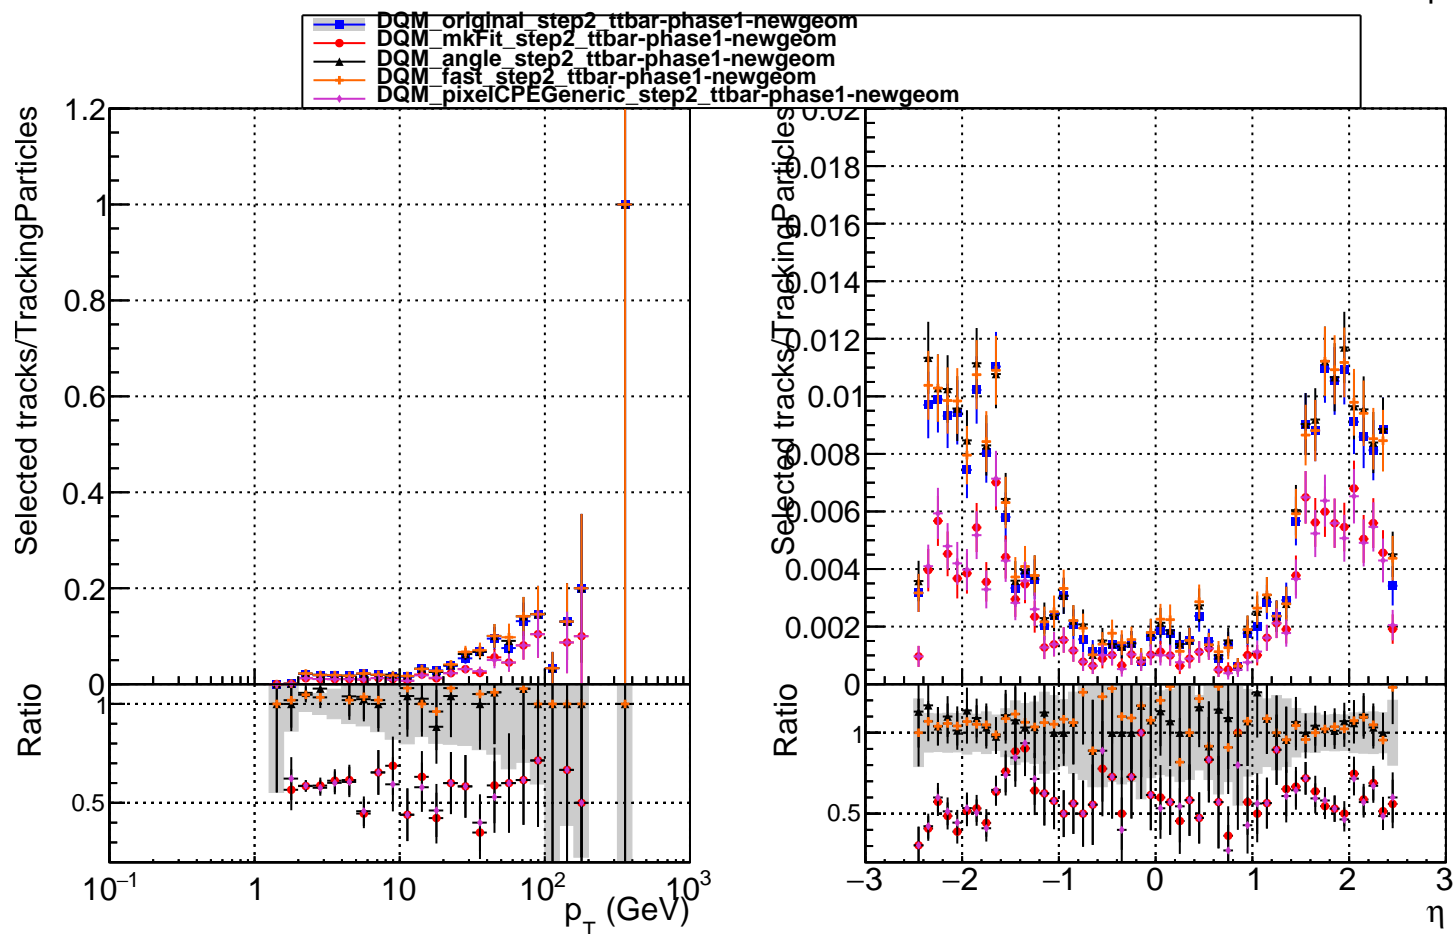 DQM_original_step2_ttbar-phase1-newgeom
DQM_mkFit_step2_ttbar-phase1-newgeom
DQM_angle_step2_ttbar-phase1-newgeom
DQM_fast_step2_ttbar-phase1-newgeom
DQM_pixelCPEGeneric_step2_ttbar-phase1-newgeom
Selected tracks/TrackingParticles
1.2
1
0.8
0.6
0.4
0.2
0
Ratio
1
0.5
10⁻¹ 1 10 10² 10³
p_T (GeV)
Selected tracks/TrackingParticles
0.02
0.018
0.016
0.014
0.012
0.01
0.008
0.006
0.004
0.002
0
Ratio
1
0.5
−3 −2 −1 0 1 2 3
η